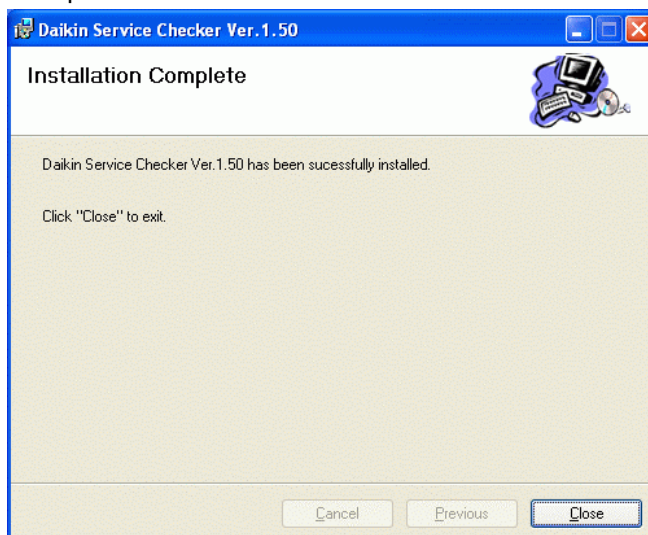 Daikin Service Checker Ver.1.50
Installation Complete
Daikin Service Checker Ver.1.50 has been sucessfully installed.
Click "Close" to exit.
Cancel
Previous
Close